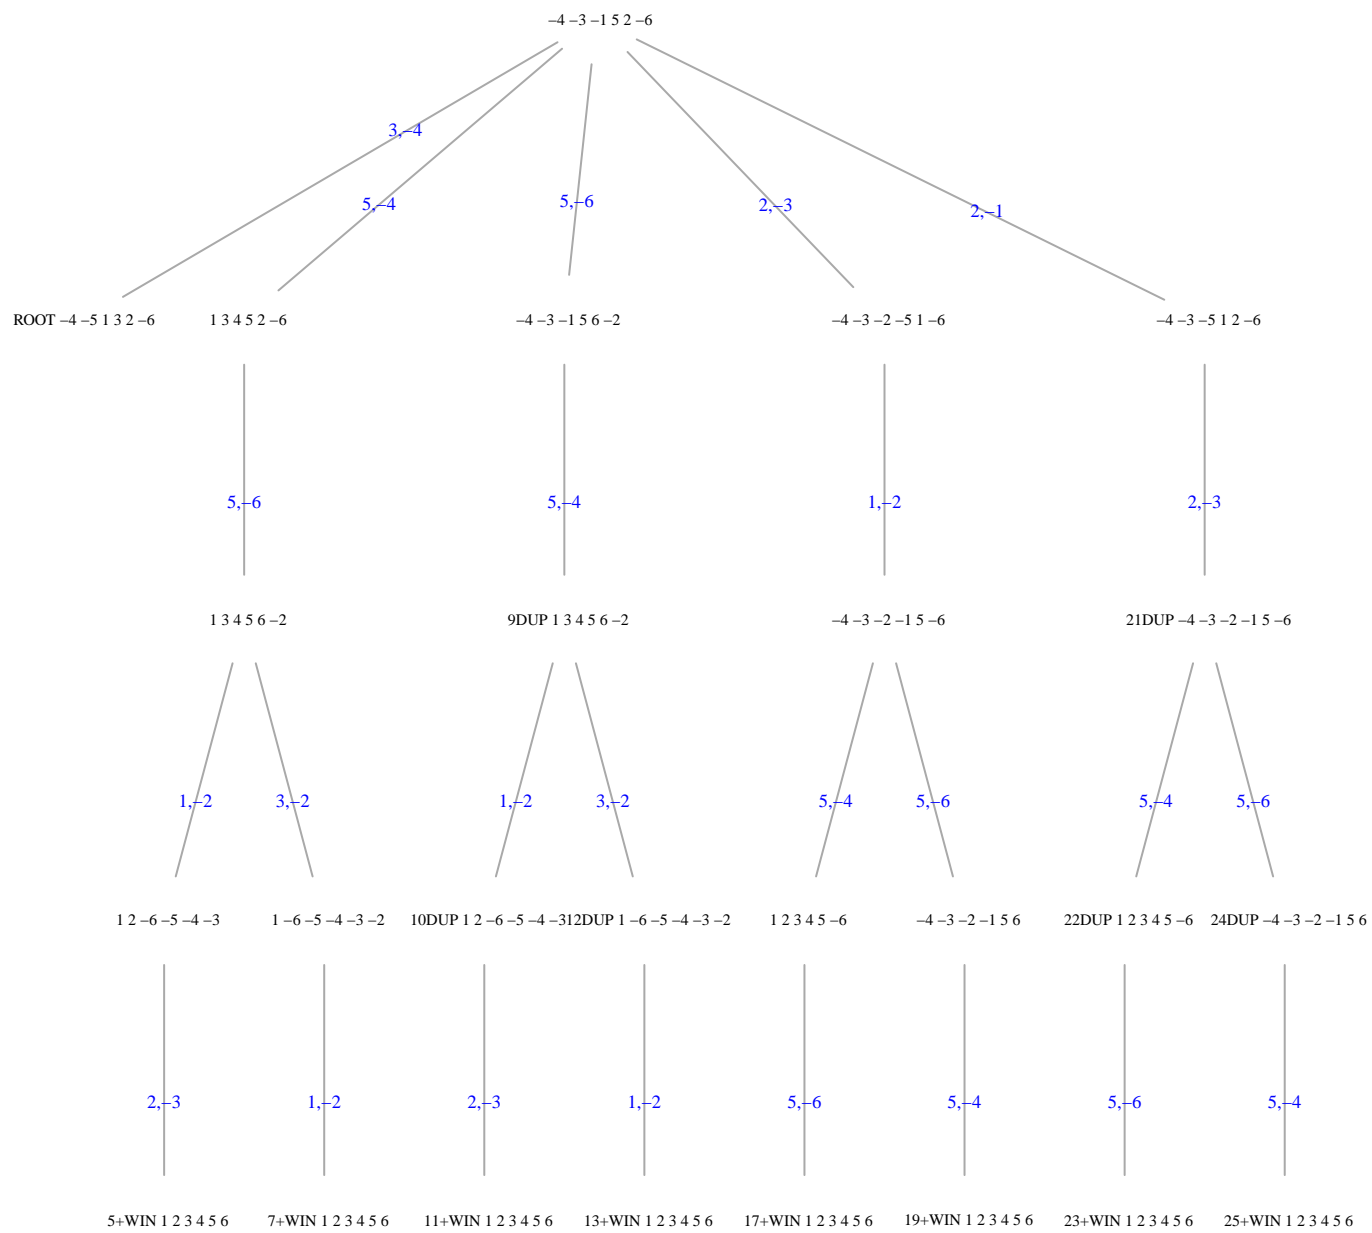 –4 –3 –1 5 2 –6
3,–4
5,–4
5,–6
2,–3
2,–1
ROOT –4 –5 1 3 2 –6
1 3 4 5 2 –6
–4 –3 –1 5 6 –2
–4 –3 –2 –5 1 –6
–4 –3 –5 1 2 –6
5,–6
5,–4
1,–2
2,–3
1 3 4 5 6 –2
9DUP 1 3 4 5 6 –2
–4 –3 –2 –1 5 –6
21DUP –4 –3 –2 –1 5 –6
1,–2
3,–2
1,–2
3,–2
5,–4
5,–6
5,–4
5,–6
1 2 –6 –5 –4 –3
1 –6 –5 –4 –3 –2
10DUP 1 2 –6 –5 –4 –3
12DUP 1 –6 –5 –4 –3 –2
1 2 3 4 5 –6
–4 –3 –2 –1 5 6
22DUP 1 2 3 4 5 –6
24DUP –4 –3 –2 –1 5 6
2,–3
1,–2
2,–3
1,–2
5,–6
5,–4
5,–6
5,–4
5+WIN 1 2 3 4 5 6
7+WIN 1 2 3 4 5 6
11+WIN 1 2 3 4 5 6
13+WIN 1 2 3 4 5 6
17+WIN 1 2 3 4 5 6
19+WIN 1 2 3 4 5 6
23+WIN 1 2 3 4 5 6
25+WIN 1 2 3 4 5 6